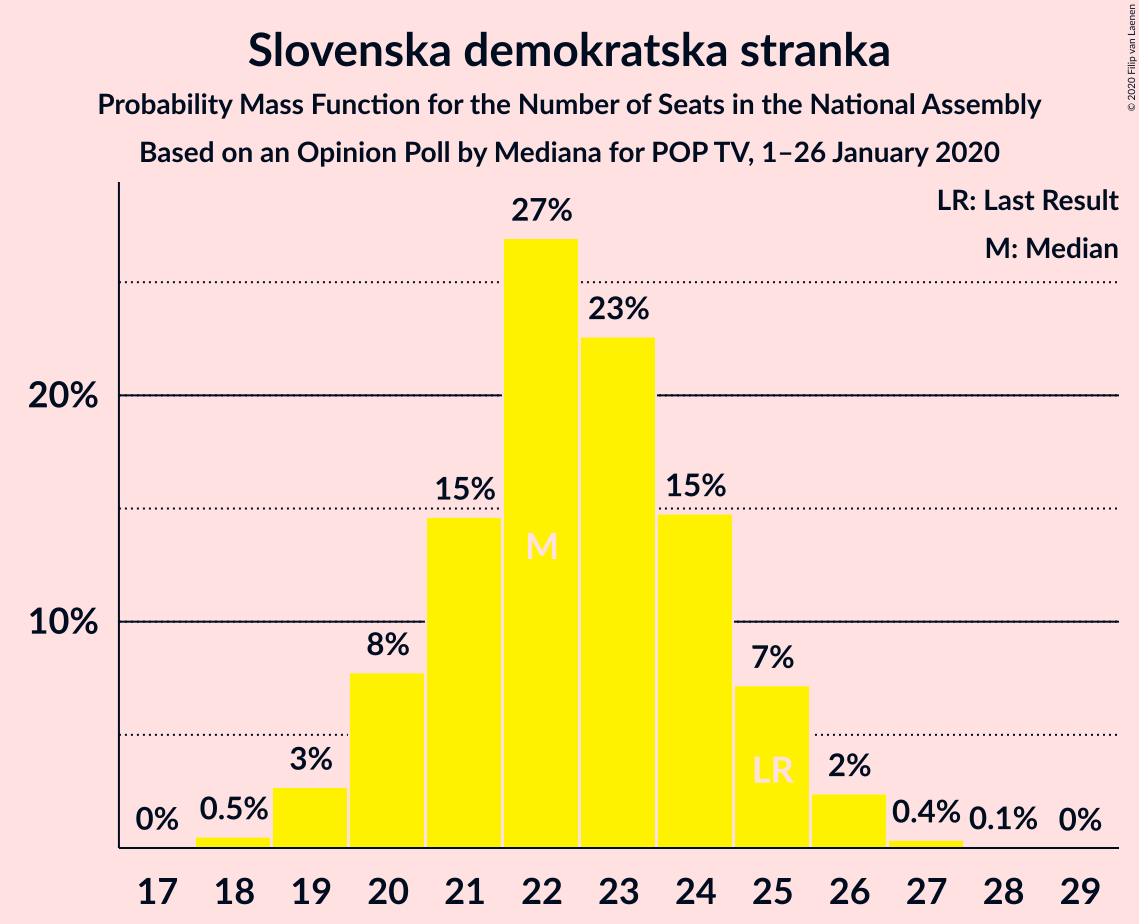 Slovenska demokratska stranka
Probability Mass Function for the Number of Seats in the National Assembly
Based on an Opinion Poll by Mediana for POP TV, 1–26 January 2020
© 2020 Filip van Laenen
LR: Last Result
M: Median
20%
10%
0%
0.5%
3%
8%
15%
27%
23%
15%
7%
2%
0.4%
0.1%
0%
M
LR
17 18 19 20 21 22 23 24 25 26 27 28 29